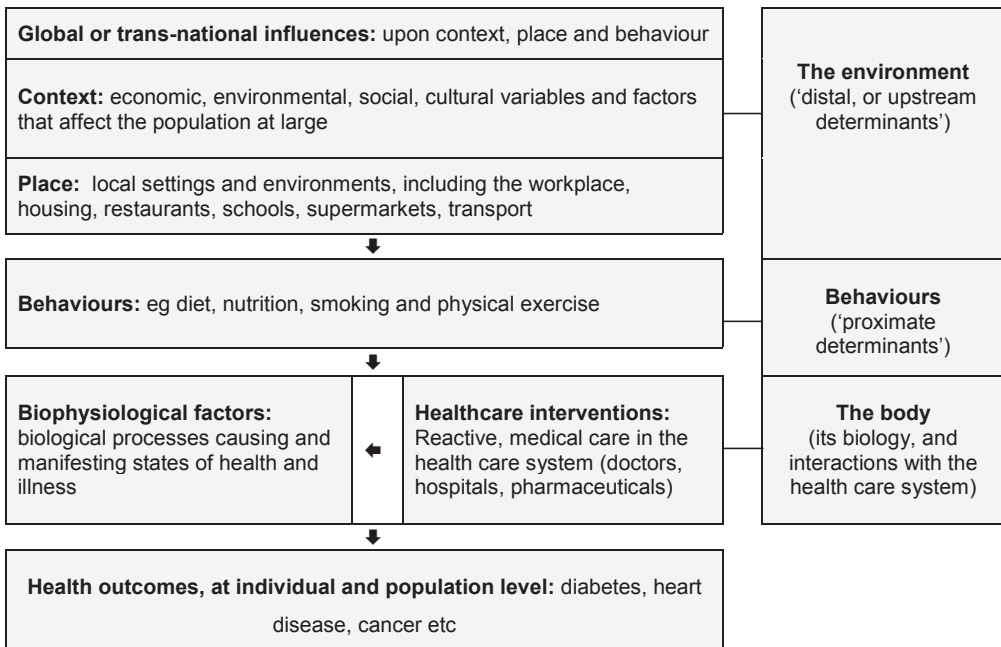 Global or trans-national influences: upon context, place and behaviour
Context: economic, environmental, social, cultural variables and factors
that affect the population at large
Place: local settings and environments, including the workplace,
housing, restaurants, schools, supermarkets, transport
The environment
(‘distal, or upstream
determinants’)
Behaviours: eg diet, nutrition, smoking and physical exercise
Behaviours
(‘proximate
determinants’)
Biophysiological factors:
biological processes causing and
manifesting states of health and
illness
Healthcare interventions:
Reactive, medical care in the
health care system (doctors,
hospitals, pharmaceuticals)
The body
(its biology, and
interactions with the
health care system)
Health outcomes, at individual and population level: diabetes, heart
disease, cancer etc